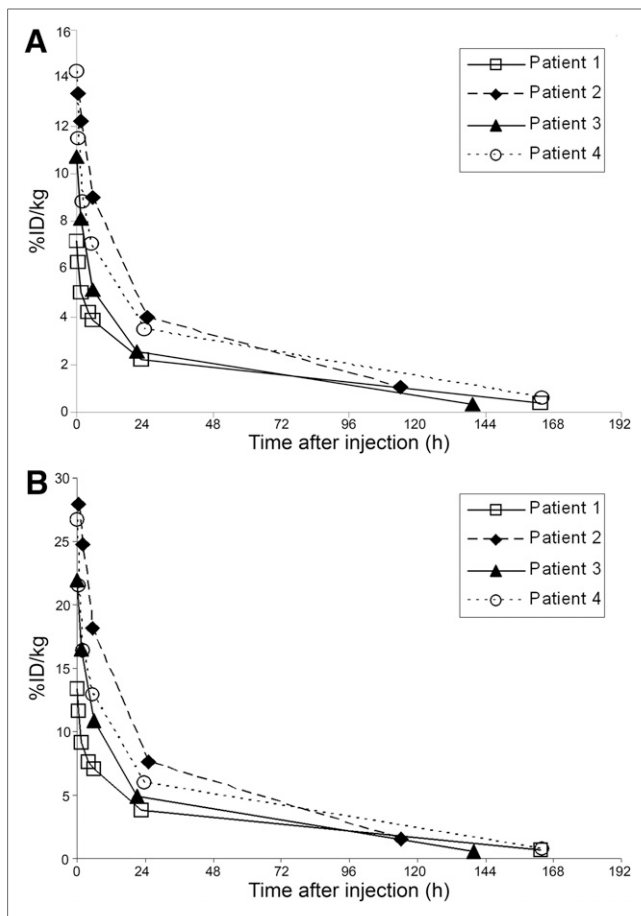 A
16
14
12
10
8
6
4
2
0
%ID/kg
0 24 48 72 96 120 144 168 192
Time after injection (h)
Patient 1
Patient 2
Patient 3
Patient 4
B
30
25
20
15
10
5
0
%ID/kg
0 24 48 72 96 120 144 168 192
Time after injection (h)
Patient 1
Patient 2
Patient 3
Patient 4